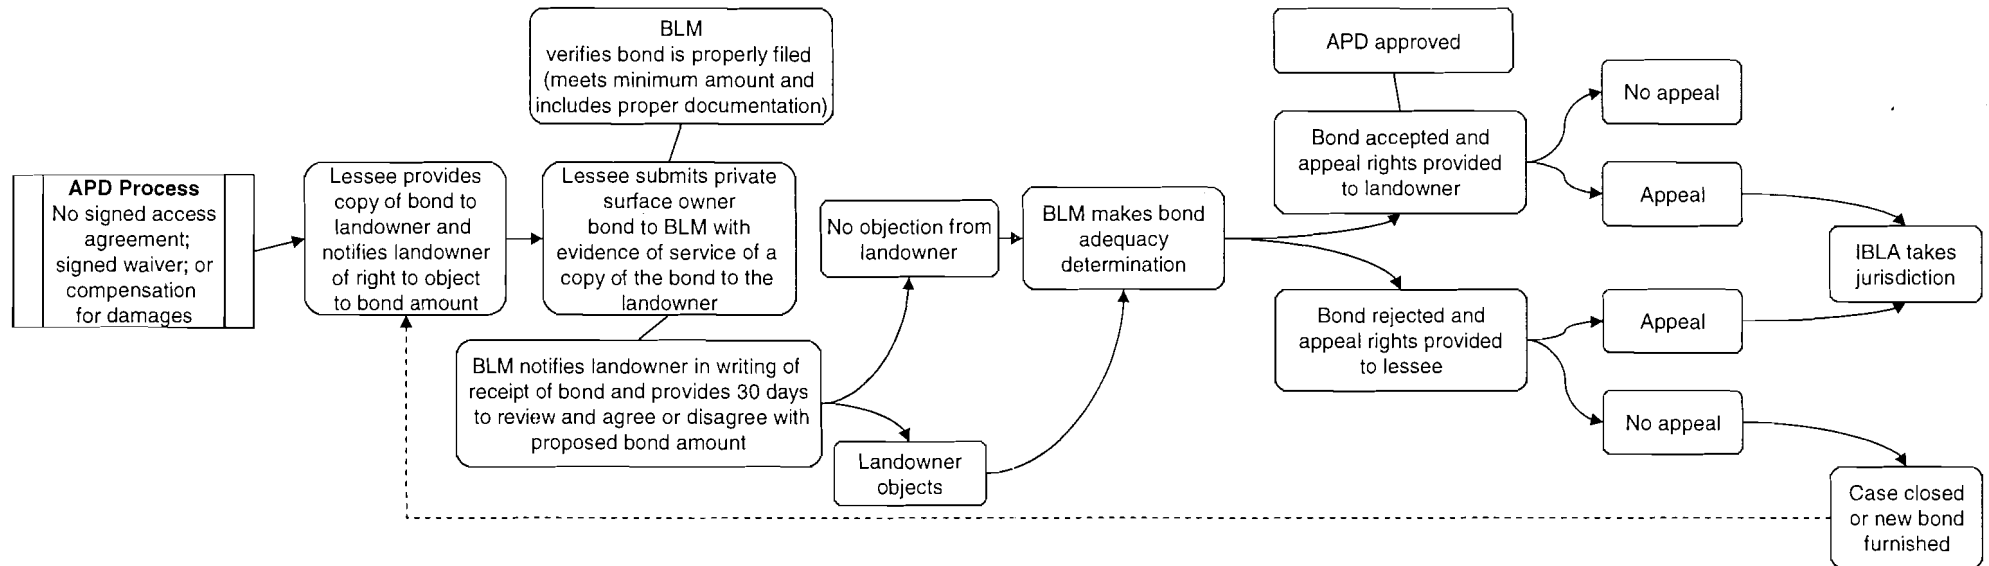 APD Process
No signed access
agreement;
signed waiver; or
compensation
for damages
Lessee provides
copy of bond to
landowner and
notifies landowner
of right to object
to bond amount
BLM
verifies bond is properly filed
(meets minimum amount and
includes proper documentation)
Lessee submits private
surface owner
bond to BLM with
evidence of service of a
copy of the bond to the
landowner
BLM notifies landowner in writing of
receipt of bond and provides 30 days
to review and agree or disagree with
proposed bond amount
No objection from
landowner
Landowner
objects
BLM makes bond
adequacy
determination
APD approved
Bond accepted and
appeal rights provided
to landowner
Bond rejected and
appeal rights provided
to lessee
No appeal
Appeal
Appeal
No appeal
IBLA takes
jurisdiction
Case closed
or new bond
furnished